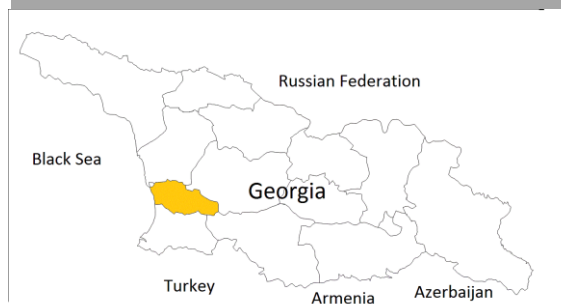 Russian Federation
Black Sea
Georgia
Turkey
Armenia
Azerbaijan